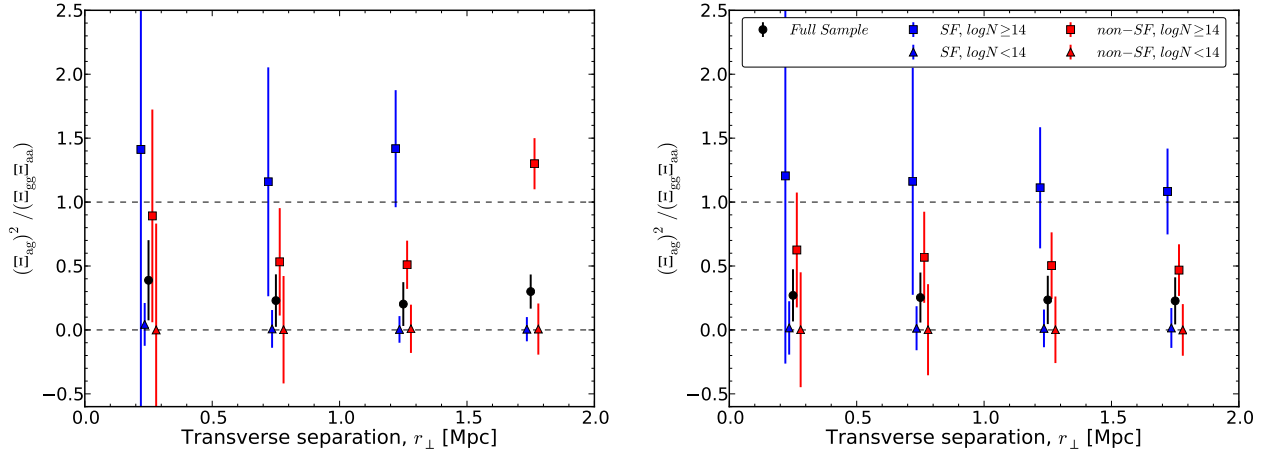 2.5
2.0
1.5
1.0
0.5
0.0
−0.5
0.0 0.5 1.0 1.5 2.0
(Ξag)² /(ΞggΞaa)
Transverse separation, r⊥ [Mpc]
2.5
2.0
1.5
1.0
0.5
0.0
−0.5
0.0 0.5 1.0 1.5 2.0
(Ξag)² /(ΞggΞaa)
Transverse separation, r⊥ [Mpc]
Full Sample SF, logN≥14 non−SF, logN≥14
SF, logN<14 non−SF, logN<14